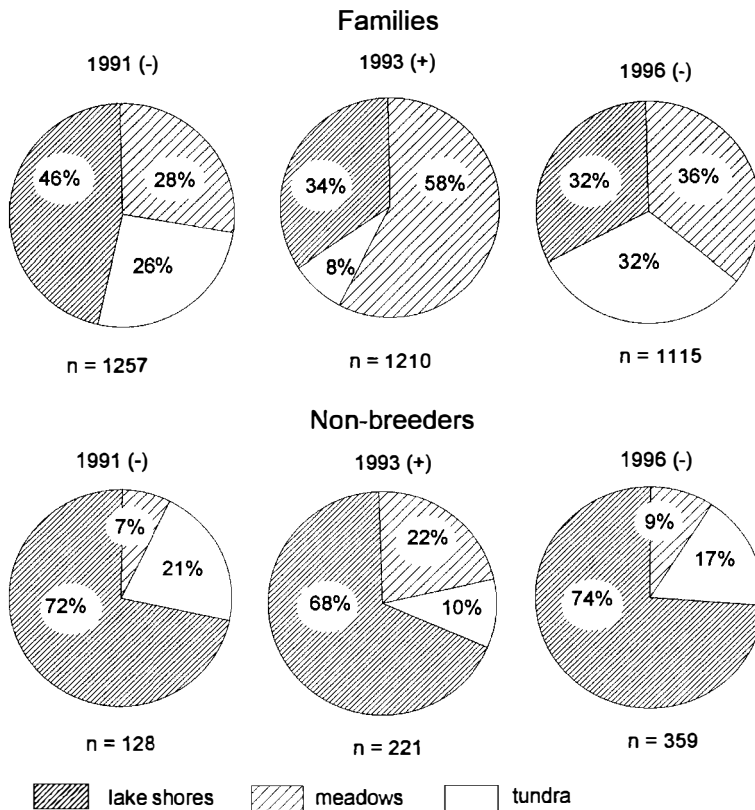 Families
1991 (-)
1993 (+)
1996 (-)
46%
28%
26%
34%
58%
8%
32%
36%
32%
n = 1257
n = 1210
n = 1115
Non-breeders
1991 (-)
1993 (+)
1996 (-)
7%
21%
72%
22%
68%
10%
9%
17%
74%
n = 128
n = 221
n = 359
lake shores
meadows
tundra